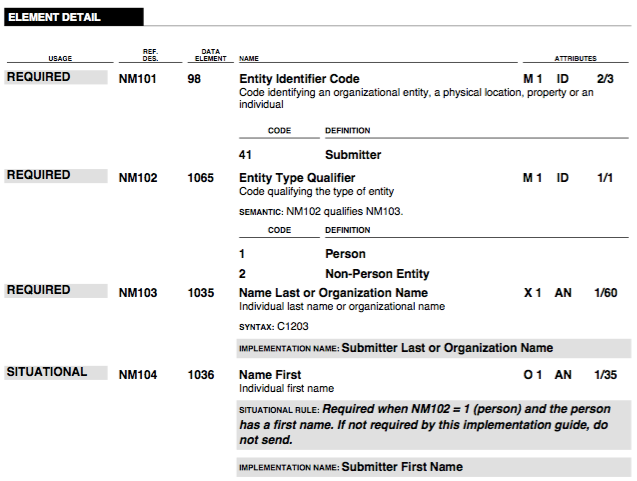 ELEMENT DETAIL
USAGE REF. DES. DATA ELEMENT NAME ATTRIBUTES
REQUIRED NM101 98 Entity Identifier Code M 1 ID 2/3
Code identifying an organizational entity, a physical location, property or an
individual
CODE DEFINITION
41 Submitter
REQUIRED NM102 1065 Entity Type Qualifier M 1 ID 1/1
Code qualifying the type of entity
SEMANTIC: NM102 qualifies NM103.
CODE DEFINITION
1 Person
2 Non-Person Entity
REQUIRED NM103 1035 Name Last or Organization Name X 1 AN 1/60
Individual last name or organizational name
SYNTAX: C1203
IMPLEMENTATION NAME: Submitter Last or Organization Name
SITUATIONAL NM104 1036 Name First O 1 AN 1/35
Individual first name
SITUATIONAL RULE: Required when NM102 = 1 (person) and the person
has a first name. If not required by this implementation guide, do
not send.
IMPLEMENTATION NAME: Submitter First Name